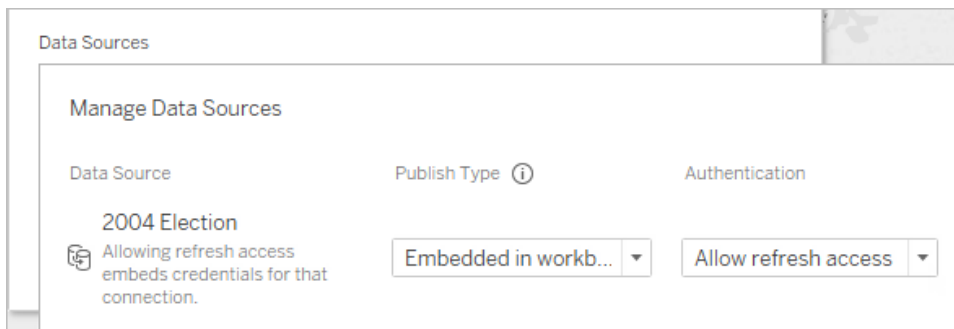 Data Sources
Manage Data Sources
Data Source Publish Type Authentication
2004 Election
Allowing refresh access
embeds credentials for that
connection.
Embedded in workb... Allow refresh access